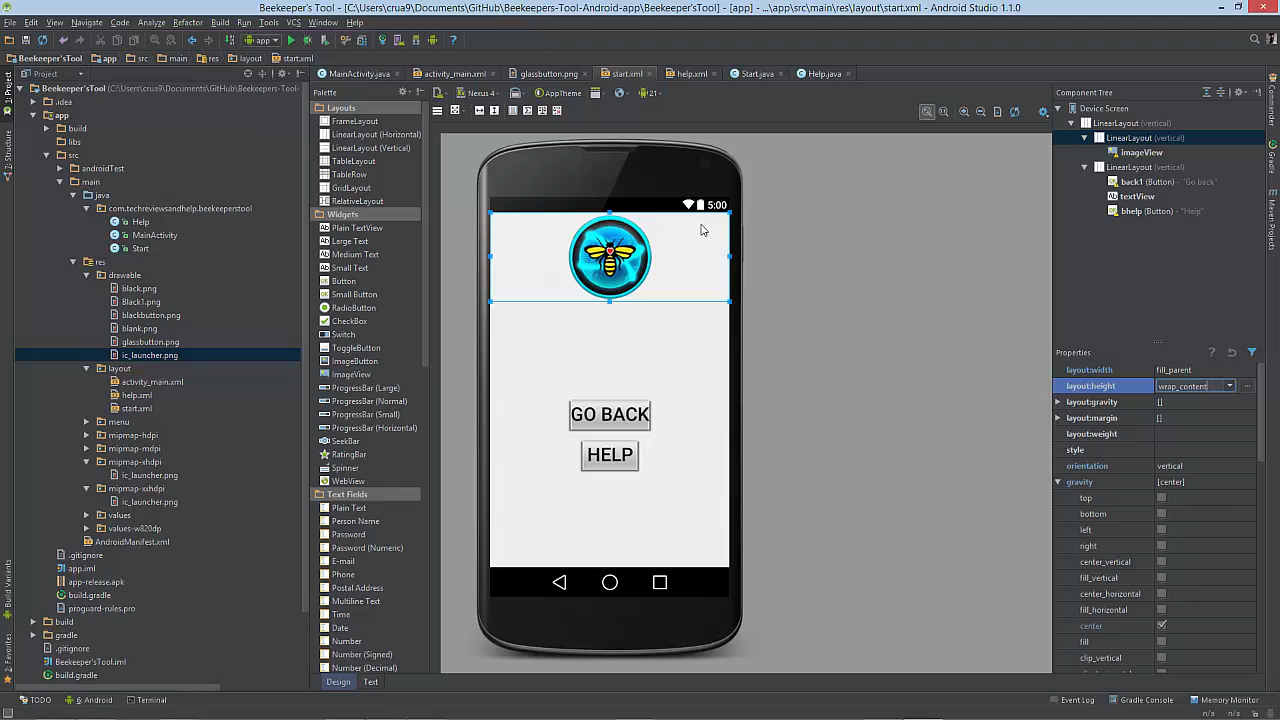 Beekeeper's Tool - [C:\Users\crua9\Documents\GitHub\Beekeepers-Tool-Android-app\Beekeeper'sTool] - [app] - ...\app\src\main\res\layout\start.xml - Android Studio 1.1.0
File Edit View Navigate Code Analyze Refactor Build Run Tools VCS Window Help
app
Beekeeper'sTool app src main res layout start.xml
Project
MainActivity.java activity_main.xml glassbutton.png start.xml help.xml Start.java Help.java
1: Project
Structure
Build Variants
2: Favorites
Beekeeper'sTool (C:\Users\crua9\Documents\GitHub\Beekeepers-Tool-
.idea
app
build
libs
src
androidTest
main
java
com.techreviewsandhelp.beekeeperstool
Help
MainActivity
Start
res
drawable
black.png
Black1.png
blackbutton.png
blank.png
glassbutton.png
ic_launcher.png
layout
activity_main.xml
help.xml
start.xml
menu
mipmap-hdpi
mipmap-mdpi
mipmap-xhdpi
ic_launcher.png
mipmap-xxhdpi
ic_launcher.png
values
values-w820dp
AndroidManifest.xml
.gitignore
app.iml
app-release.apk
build.gradle
proguard-rules.pro
build
gradle
.gitignore
Beekeeper'sTool.iml
build.gradle
Palette
Layouts
FrameLayout
LinearLayout (Horizontal)
LinearLayout (Vertical)
TableLayout
TableRow
GridLayout
RelativeLayout
Widgets
Plain TextView
Large Text
Medium Text
Small Text
Button
Small Button
RadioButton
CheckBox
Switch
ToggleButton
ImageButton
ImageView
ProgressBar (Large)
ProgressBar (Normal)
ProgressBar (Small)
ProgressBar (Horizontal)
SeekBar
RatingBar
Spinner
WebView
Text Fields
Plain Text
Person Name
Password
Password (Numeric)
E-mail
Phone
Postal Address
Multiline Text
Time
Date
Number
Number (Signed)
Number (Decimal)
Nexus 4 AppTheme 21
5:00
GO BACK
HELP
Design Text
Component Tree
Device Screen
LinearLayout (vertical)
LinearLayout (vertical)
imageView
LinearLayout (vertical)
back1 (Button) - "Go back"
textView
bhelp (Button) - "Help"
Properties
layout:width fill_parent
layout:height wrap_content
layout:gravity []
layout:margin []
layout:weight
style
orientation vertical
gravity [center]
top
bottom
left
right
center_vertical
fill_vertical
center_horizontal
fill_horizontal
center
fill
clip_vertical
Commander
Gradle
Maven Projects
TODO 6: Android Terminal Event Log Gradle Console Memory Monitor
n/a n/a